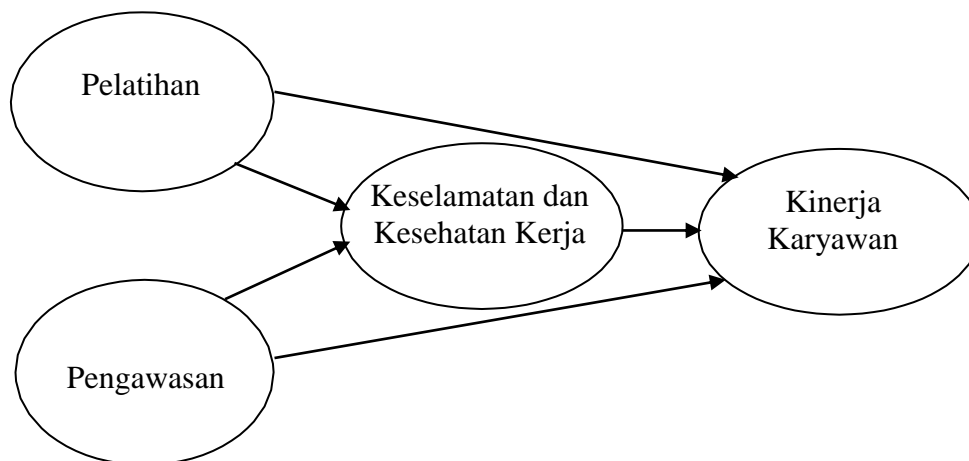 Pelatihan
Keselamatan dan
Kesehatan Kerja
Kinerja
Karyawan
Pengawasan